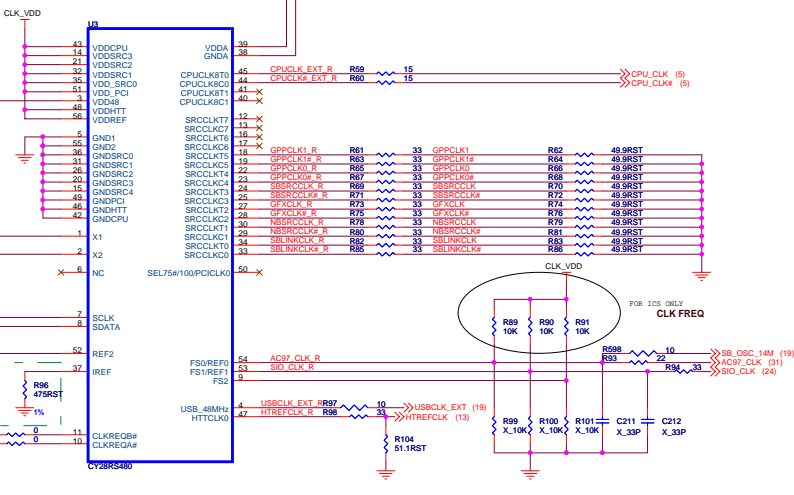 CLK_VDD
U3
43 VDDCPU VDDA 39
14 VDDSRC3 GNDA 38
21 VDDSRC2
32 VDDSRC1 CPUCLK8T0 45 CPUCLK_EXT_R R59 15 CPU_CLK (5)
35 VDD_SRC0 CPUCLK8C0 44 CPUCLK#_EXT_R R60 15 CPU_CLK# (5)
51 VDD_PCI CPUCLK8T1 41
3 VDD48 CPUCLK8C1 40
48 VDDHTT
56 VDDREF SRCCLKT7 12
SRCCLKC7 13
5 GND1 SRCCLKT6 16
55 GND2 SRCCLKC6 17
36 GNDSRC0 SRCCLKT5 18 GPPCLK1_R R61 33 GPPCLK1 R62 49.9RST
31 GNDSRC1 SRCCLKC5 19 GPPCLK1#_R R63 33 GPPCLK1# R64 49.9RST
26 GNDSRC2 SRCCLKT4 22 GPPCLK0_R R65 33 GPPCLK0 R66 49.9RST
20 GNDSRC3 SRCCLKC4 23 GPPCLK0#_R R67 33 GPPCLK0# R68 49.9RST
15 GNDSRC4 SRCCLKT3 24 SBSRCCLK_R R69 33 SBSRCCLK R70 49.9RST
49 GNDPCI SRCCLKC3 25 SBSRCCLK#_R R71 33 SBSRCCLK# R72 49.9RST
46 GNDHTT SRCCLKT2 27 GFXCLK_R R73 33 GFXCLK R74 49.9RST
42 GNDCPU SRCCLKC2 28 GFXCLK#_R R75 33 GFXCLK# R76 49.9RST
SRCCLKT1 30 NBSRCCLK_R R78 33 NBSRCCLK R79 49.9RST
1 X1 SRCCLKC1 29 NBSRCCLK#_R R80 33 NBSRCCLK# R81 49.9RST
SRCCLKT0 34 SBLINKCLK_R R82 33 SBLINKCLK R83 49.9RST
2 X2 SRCCLKC0 33 SBLINKCLK#_R R85 33 SBLINKCLK# R86 49.9RST
6 NC SEL75#/100/PCICLK0 50
CLK_VDD
FOR ICS ONLY
CLK FREQ
7 SCLK
8 SDATA
R89 10K R90 10K R91 10K
52 REF2 R598 10 SB_OSC_14M (19)
FS0/REF0 54 AC97_CLK_R R93 22 AC97_CLK (31)
37 IREF FS1/REF1 53 SIO_CLK_R R94 33 SIO_CLK (24)
FS2 9
R96
475RST
1%
USB_48MHz 4 USBCLK_EXT_R R97 10 USBCLK_EXT (19)
HTTCLK0 47 HTREFCLK_R R98 33 HTREFCLK (13)
R99 X_10K R100 X_10K R101 X_10K C211 X_33P C212 X_33P
0 11 CLKREQB#
0 10 CLKREQA#
R104
51.1RST
CY28RS480